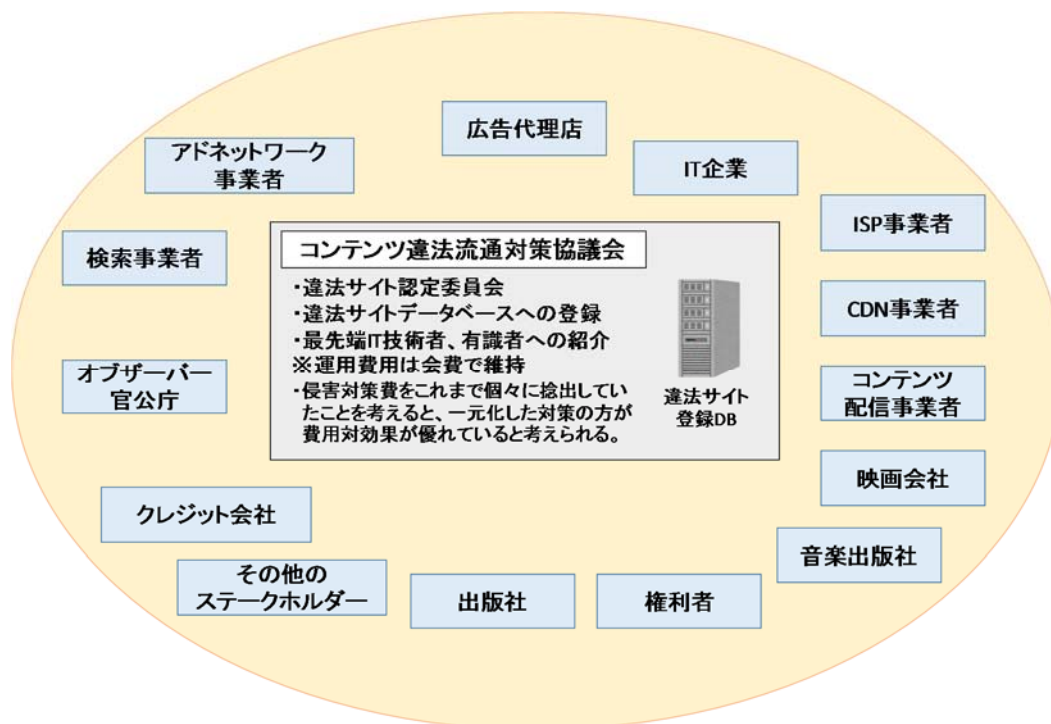 広告代理店
アドネットワーク
事業者
IT企業
ISP事業者
検索事業者
コンテンツ違法流通対策協議会
・違法サイト認定委員会
・違法サイトデータベースへの登録
・最先端IT技術者、有識者への紹介
※運用費用は会費で維持
・侵害対策費をこれまで個々に捻出してい
たことを考えると、一元化した対策の方が
費用対効果が優れていると考えられる。
違法サイト
登録DB
CDN事業者
オブザーバー
官公庁
コンテンツ
配信事業者
映画会社
クレジット会社
音楽出版社
その他の
ステークホルダー
出版社
権利者